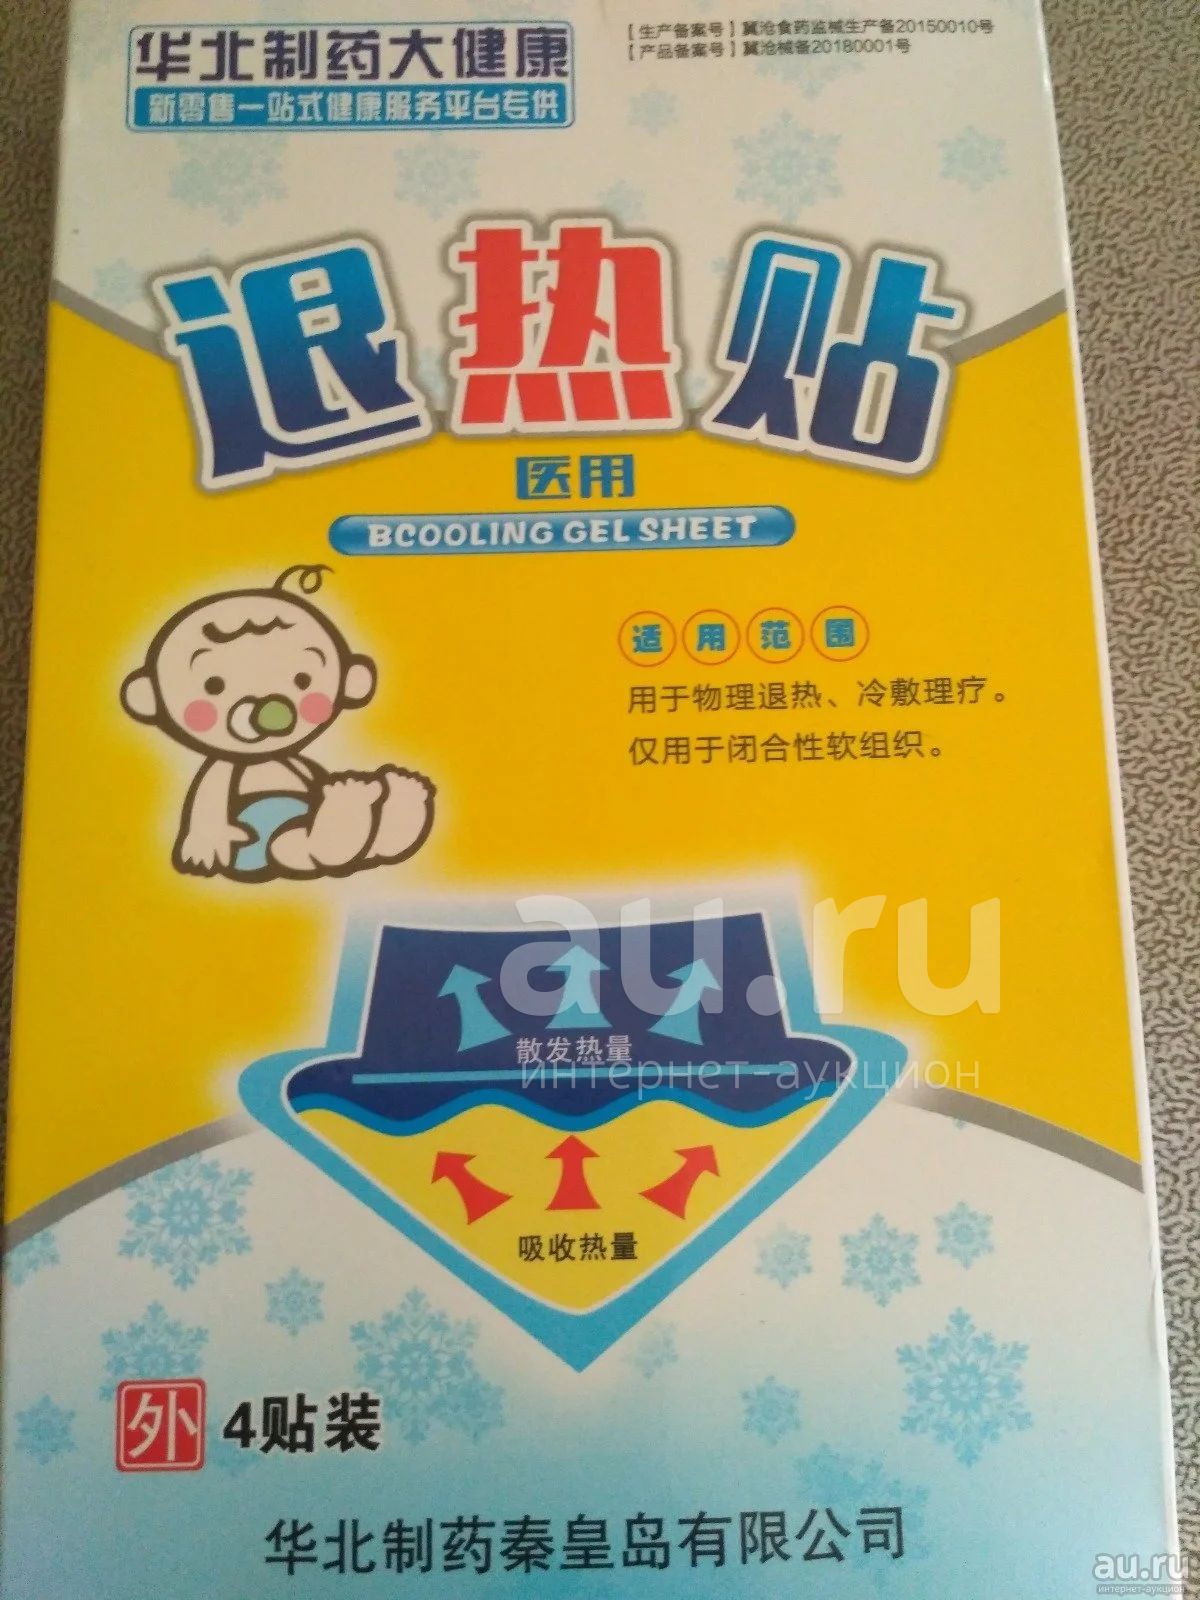 华北制药大健康
新零售一站式健康服务平台专供
【生产备案号】冀沧食药监械生产备20150010号
【产品备案号】冀沧械备20180001号
退热贴
医用
BCOOLING GEL SHEET
适用范围
用于物理退热、冷敷理疗。
仅用于闭合性软组织。
au.ru
интернет-аукцион
散发热量
吸收热量
外 4贴装
华北制药秦皇岛有限公司
au.ru
интернет-аукцион